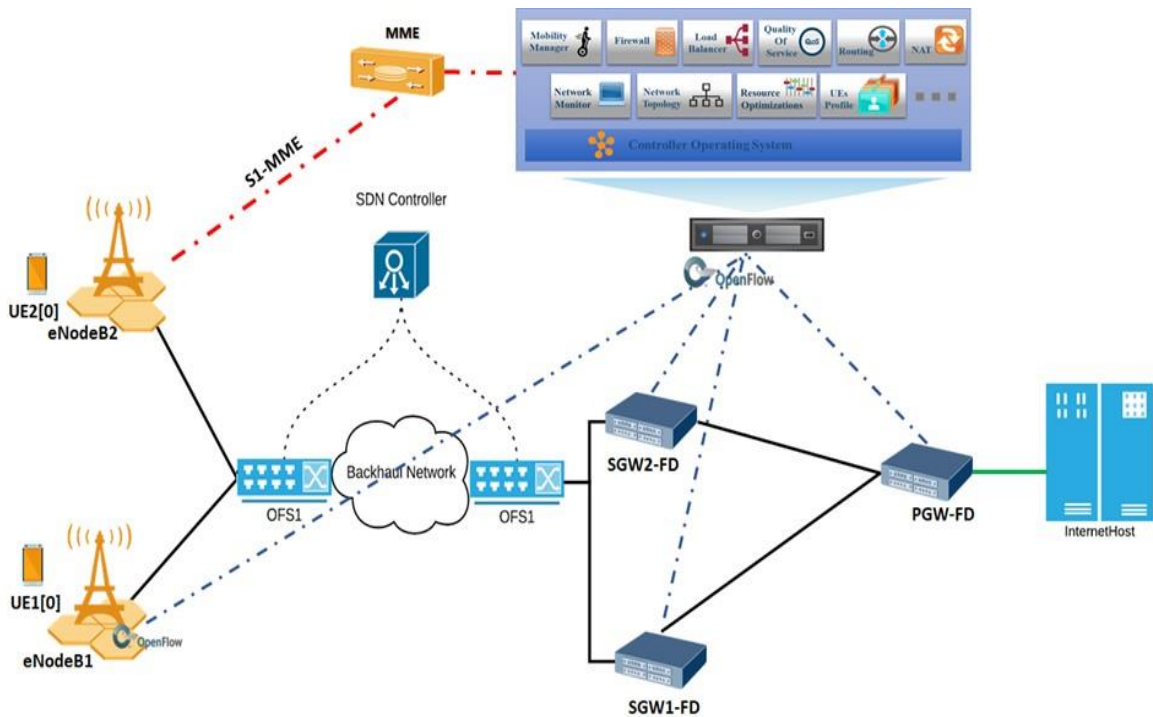 MME
Mobility
Manager
Firewall
Load
Balancer
Quality
Of
Service
QoS
Routing
NAT
Network
Monitor
Network
Topology
Resource
Optimizations
UEs
Profile
Controller Operating System
S1-MME
SDN Controller
OpenFlow
UE2[0]
eNodeB2
Backhaul Network
OFS1
OFS1
SGW2-FD
PGW-FD
InternetHost
UE1[0]
OpenFlow
eNodeB1
SGW1-FD